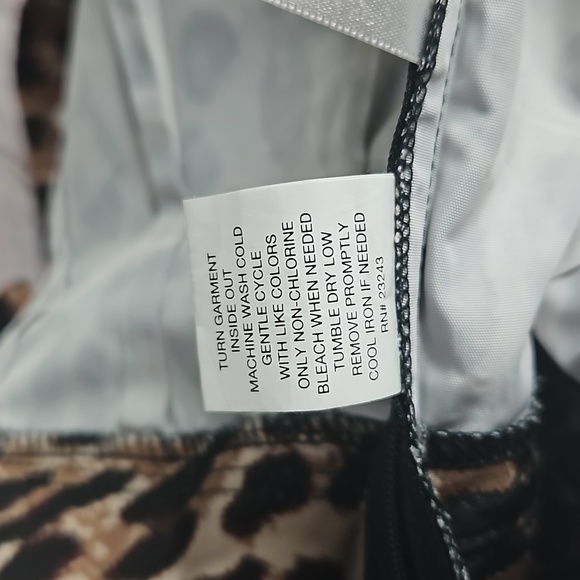 TURN GARMENT
INSIDE OUT
MACHINE WASH COLD
GENTLE CYCLE
WITH LIKE COLORS
ONLY NON-CHLORINE
BLEACH WHEN NEEDED
TUMBLE DRY LOW
REMOVE PROMPTLY
COOL IRON IF NEEDED
RN# 23243